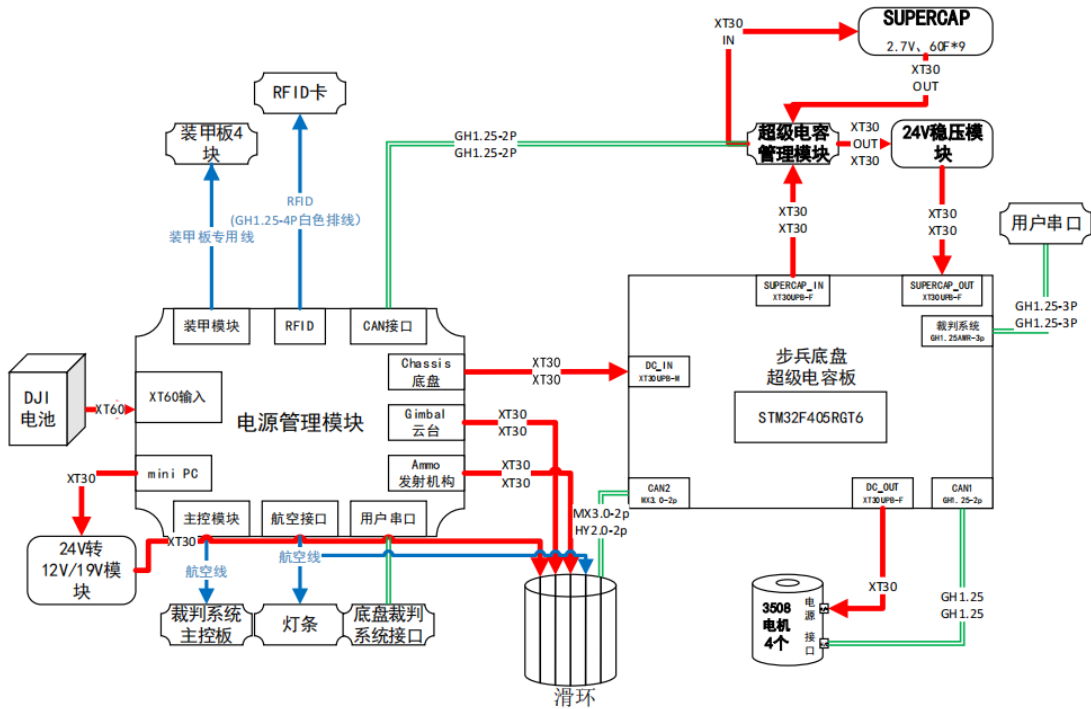 XT30
IN
SUPERCAP
2.7V、60F*9
XT30
OUT
RFID卡
装甲板4
块
GH1.25-2P
GH1.25-2P
超级电容
管理模块
XT30
OUT
XT30
24V稳压模
块
RFID
(GH1.25-4P白色排线)
装甲板专用线
XT30
XT30
XT30
XT30
用户串口
GH1.25-3P
GH1.25-3P
装甲模块
RFID
CAN接口
SUPERCAP_IN
XT30UPB-F
SUPERCAP_OUT
XT30UPB-F
裁判系统
GH1.25AWR-3p
Chassis
底盘
XT30
XT30
DC_IN
XT30UPB-M
步兵底盘
超级电容板
STM32F405RGT6
DJI
电池
XT60
XT60输入
电源管理模块
Gimbal
云台
XT30
XT30
Ammo
发射机构
XT30
XT30
XT30
mini PC
主控模块
航空接口
用户串口
CAN2
MX3.0-2p
DC_OUT
XT30UPB-F
CAN1
GH1.25-2p
MX3.0-2p
HY2.0-2p
24V转
12V/19V模
块
XT30
航空线
航空线
裁判系统
主控板
灯条
底盘裁判
系统接口
滑环
XT30
3508
电机
4个
电
源
接
口
GH1.25
GH1.25